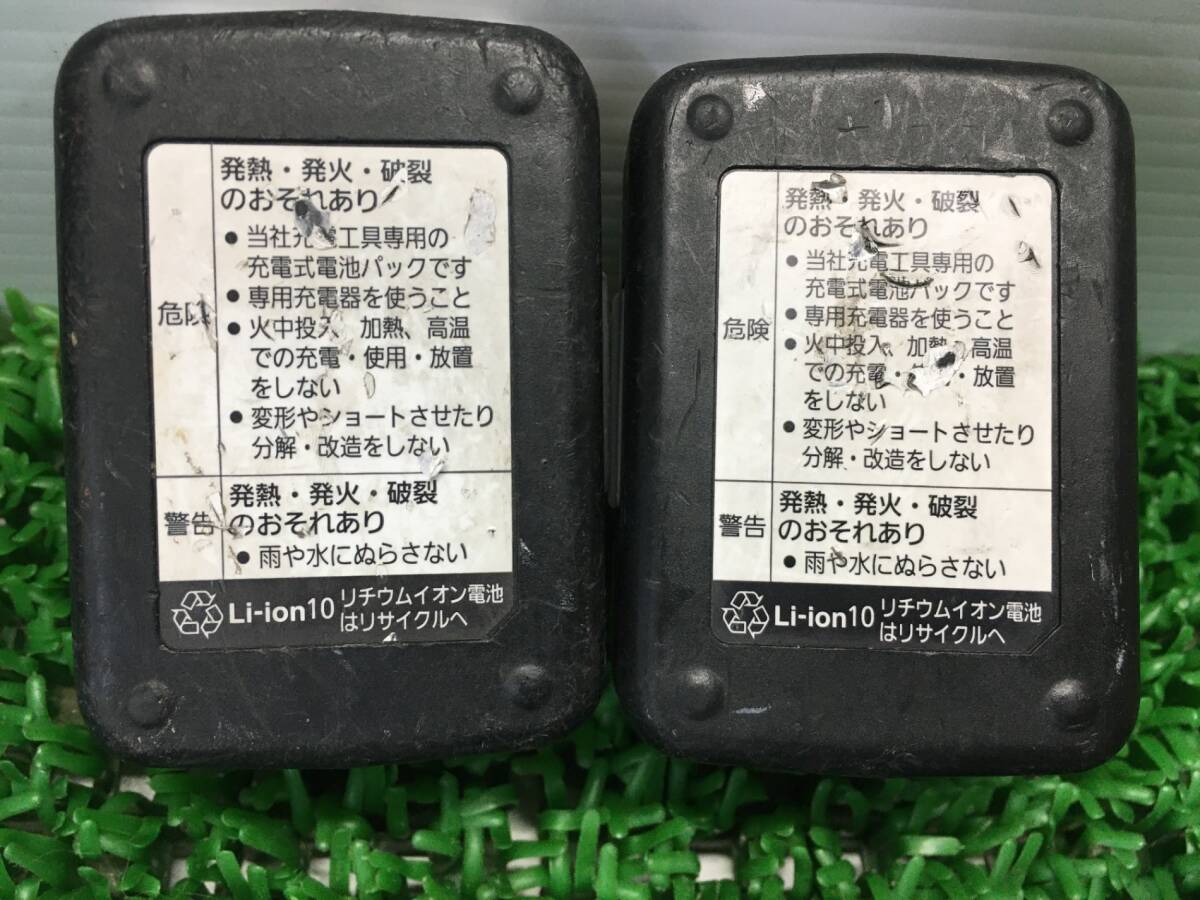 危険
発熱・発火・破裂
のおそれあり
● 当社充電工具専用の
充電式電池パックです
● 専用充電器を使うこと
● 火中投入、加熱、高温
での充電・使用・放置
をしない
● 変形やショートさせたり
分解・改造をしない
警告
発熱・発火・破裂
のおそれあり
● 雨や水にぬらさない
Li-ion10 リチウムイオン電池
はリサイクルへ
危険
発熱・発火・破裂
のおそれあり
● 当社充電工具専用の
充電式電池パックです
● 専用充電器を使うこと
● 火中投入、加熱、高温
での充電・・放置
をしない
● 変形やショートさせたり
分解・改造をしない
警告
発熱・発火・破裂
のおそれあり
● 雨や水にぬらさない
Li-ion10 リチウムイオン電池
はリサイクルへ